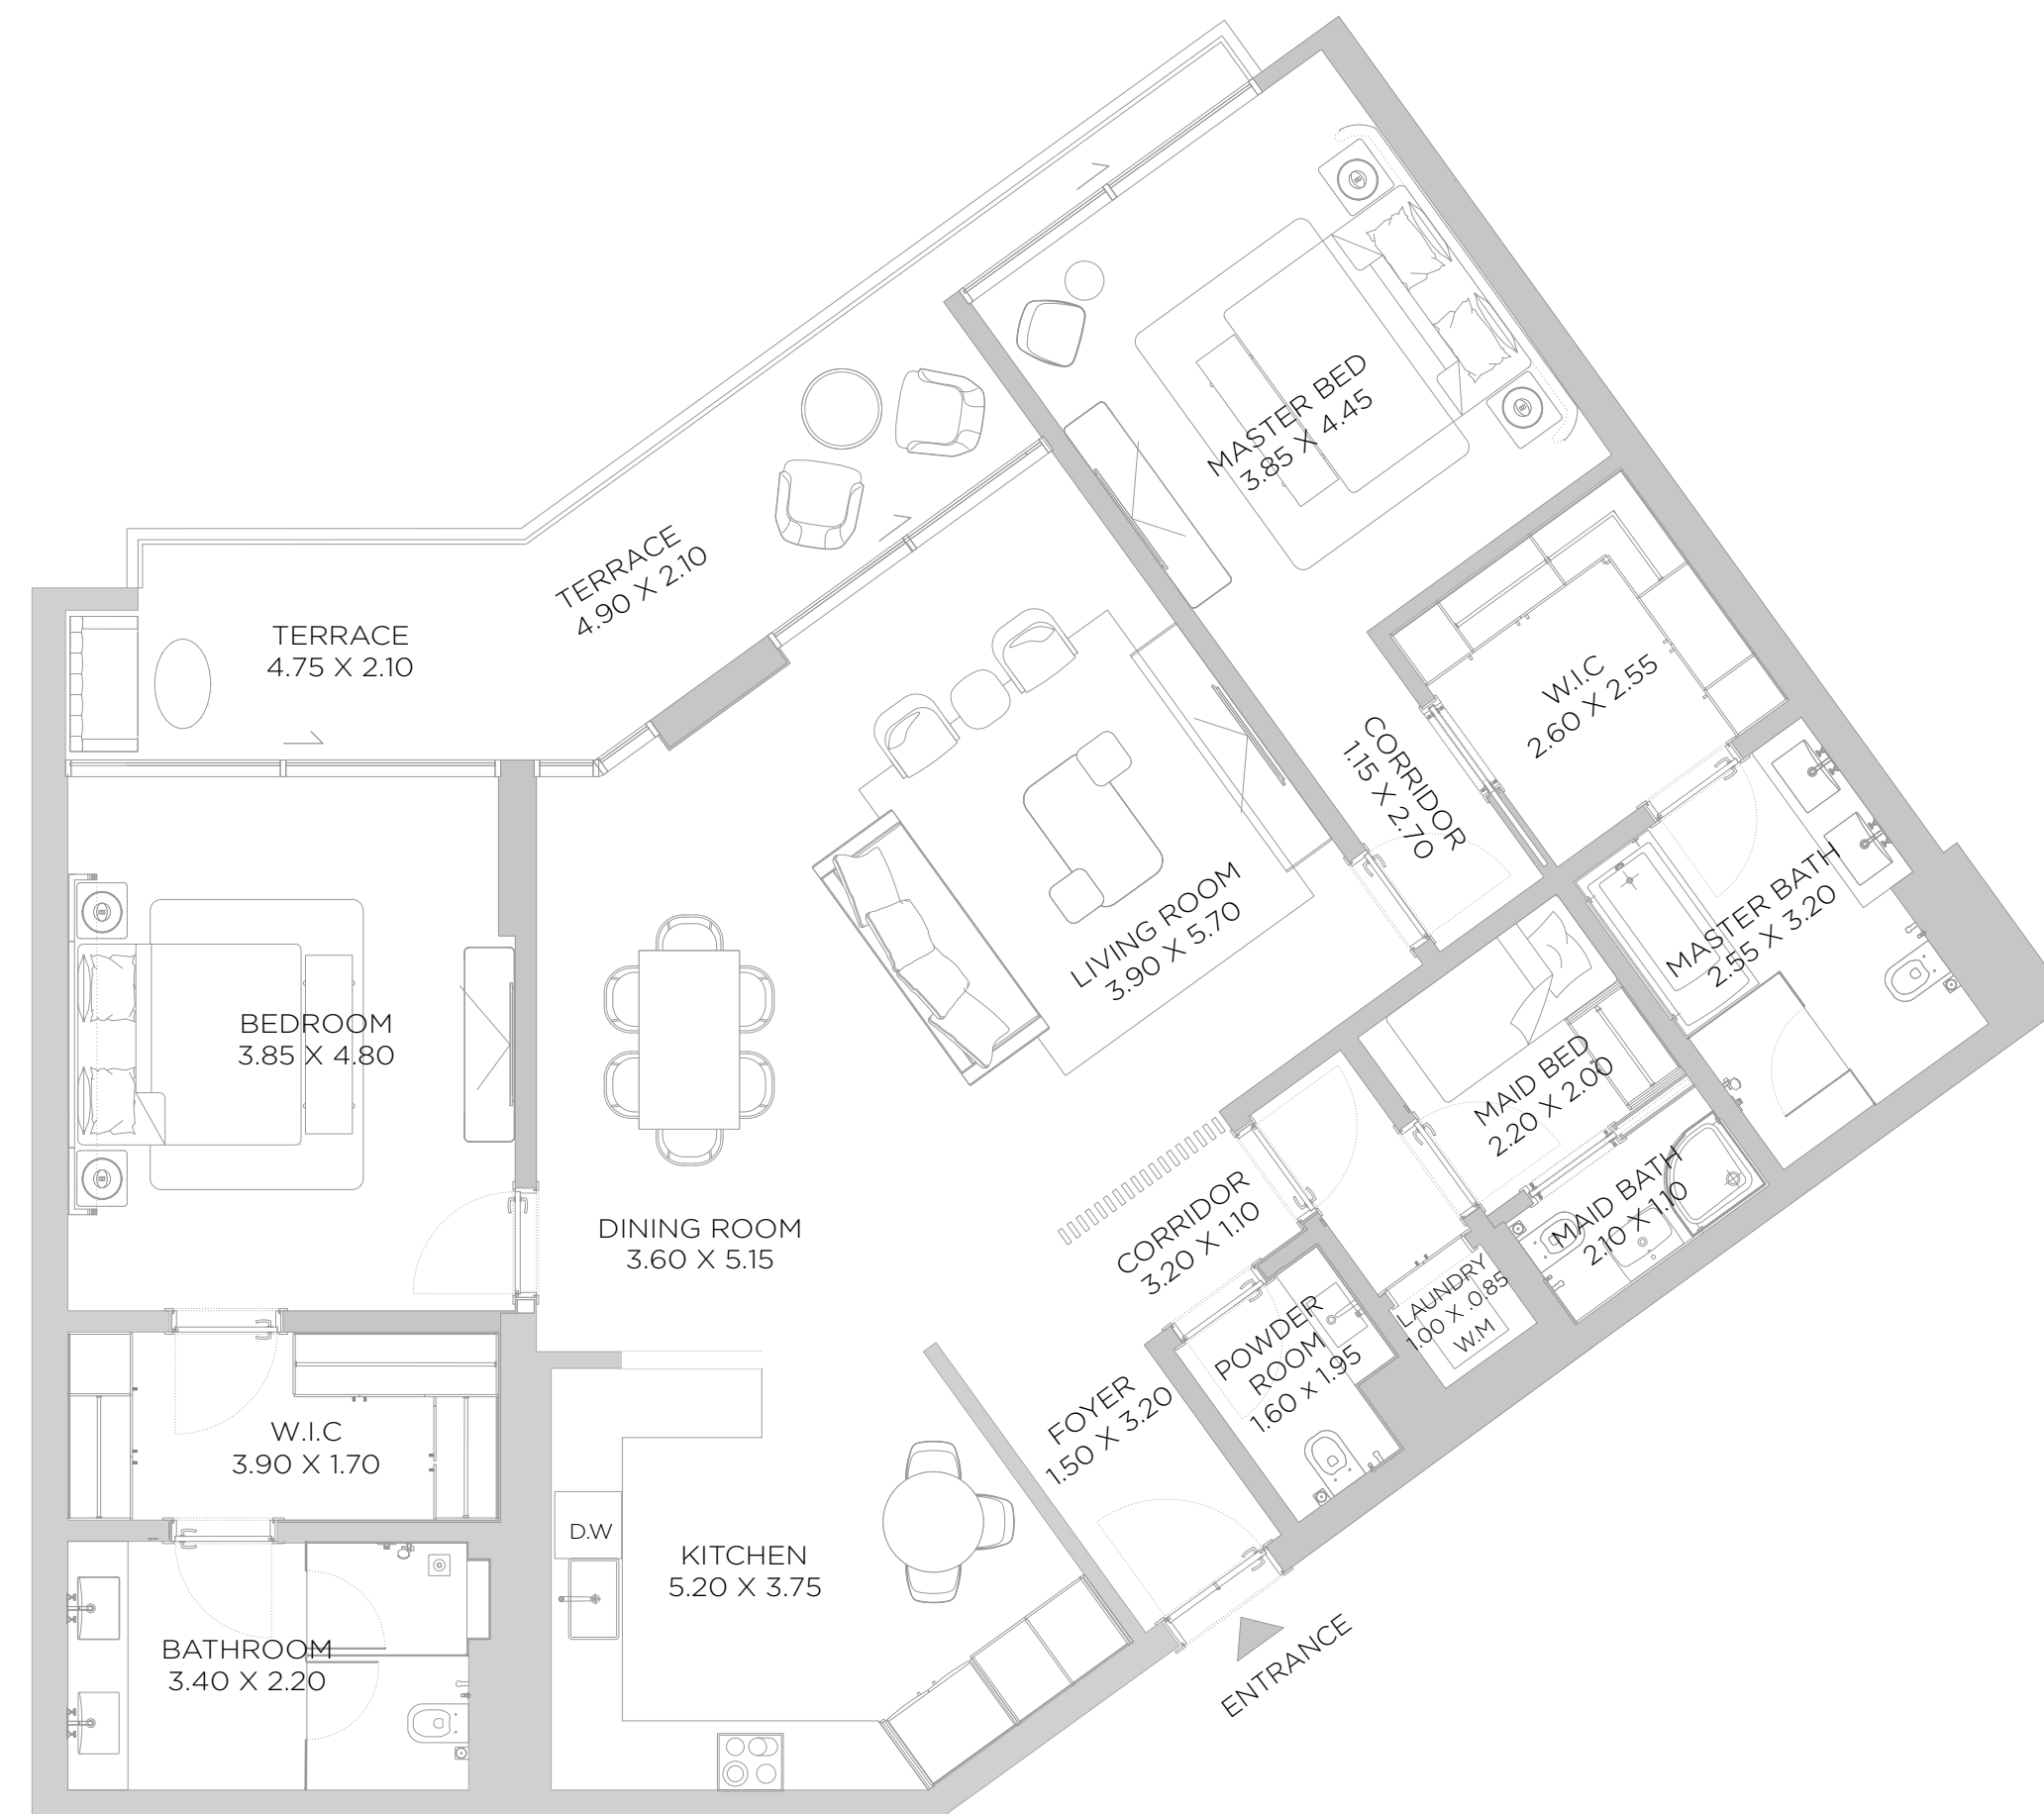 MASTER BED
3.85 X 4.45
TERRACE
4.90 X 2.10
TERRACE
4.75 X 2.10
W.I.C
2.60 X 2.55
CORRIDOR
1.15 X 2.70
MASTER BATH
2.55 X 3.20
LIVING ROOM
3.90 X 5.70
BEDROOM
3.85 X 4.80
MAID BED
2.20 X 2.00
MAID BATH
2.10 X 1.10
DINING ROOM
3.60 X 5.15
CORRIDOR
3.20 X 1.10
LAUNDRY
1.00 X .0.85
W.M
POWDER
ROOM
1.60 x 1.95
FOYER
1.50 X 3.20
W.I.C
3.90 X 1.70
D.W
KITCHEN
5.20 X 3.75
BATHROOM
3.40 X 2.20
ENTRANCE